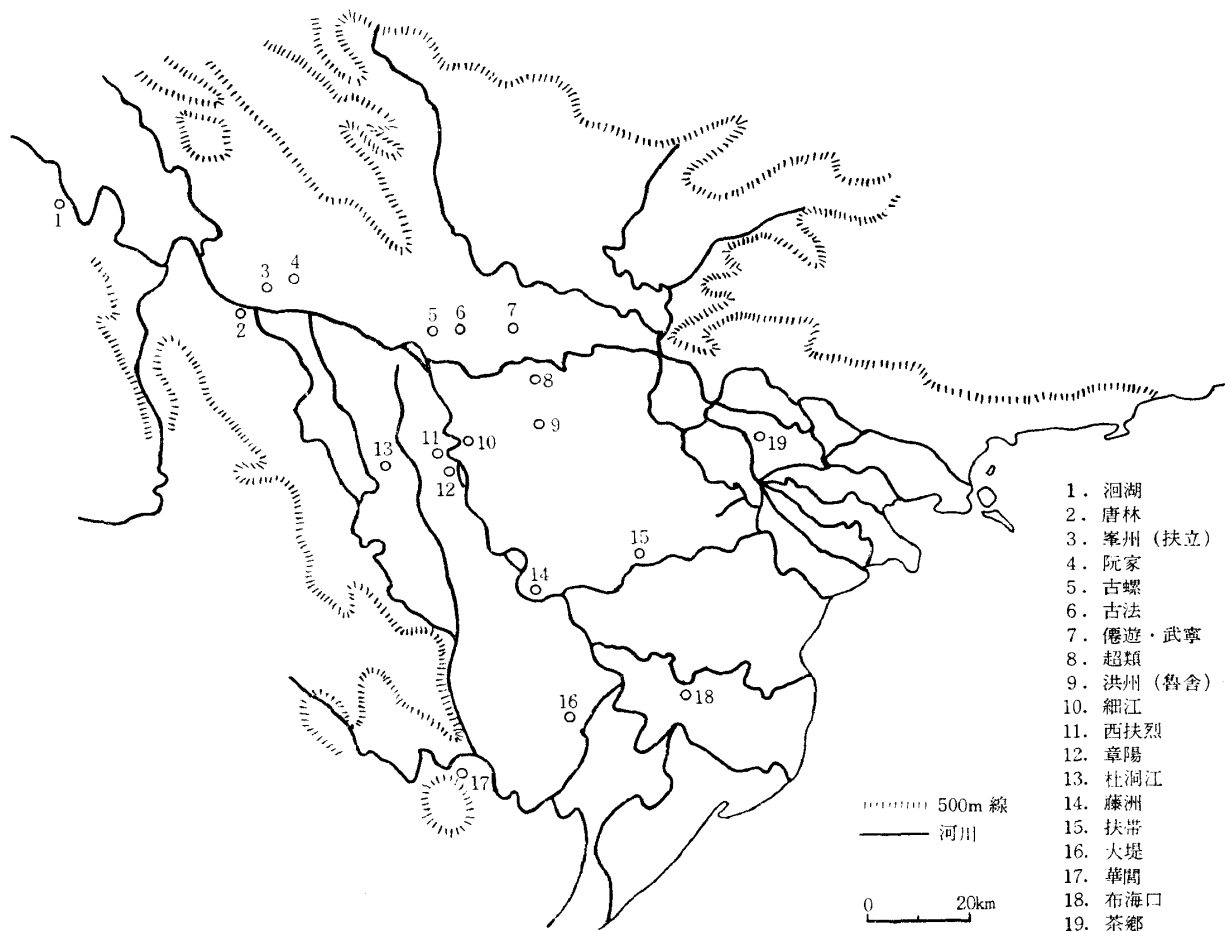 1
2
3
4
5
6
7
8
9
10
11
12
13
14
15
16
17
18
19
1. 洄湖
2. 唐林
3. 峯州 (扶立)
4. 阮家
5. 古螺
6. 古法
7. 僊遊・武寧
8. 超類
9. 洪州 (魯舎)
10. 細江
11. 西扶烈
12. 章陽
13. 杜洞江
14. 藤洲
15. 扶帯
16. 大堤
17. 華閭
18. 布海口
19. 茶鄉
500m 線
河川
0 20km